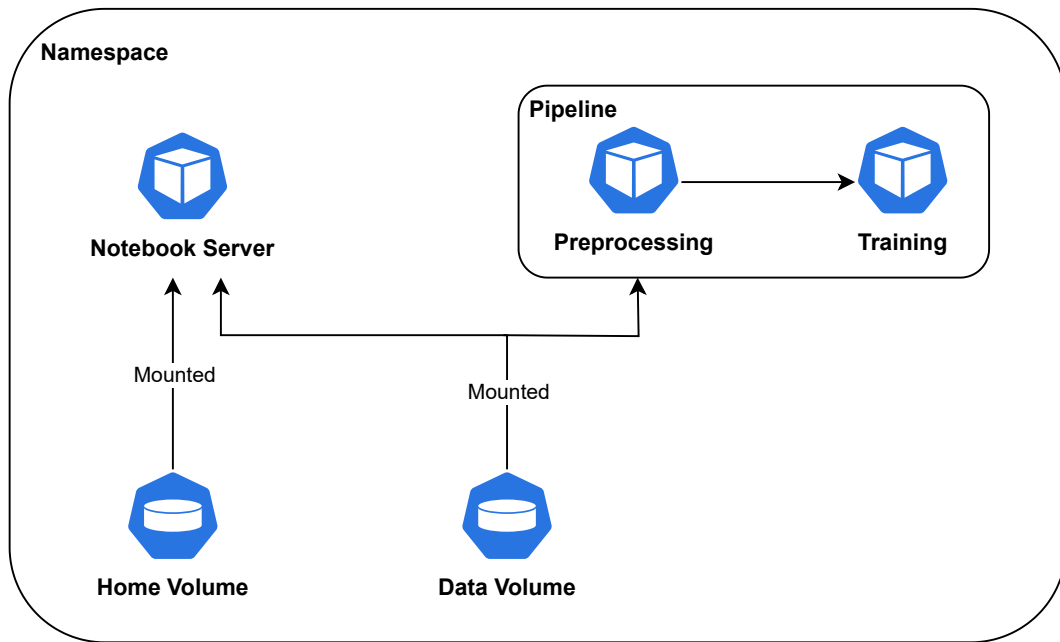 Namespace
Pipeline
Notebook Server
Preprocessing
Training
Mounted
Mounted
Home Volume
Data Volume